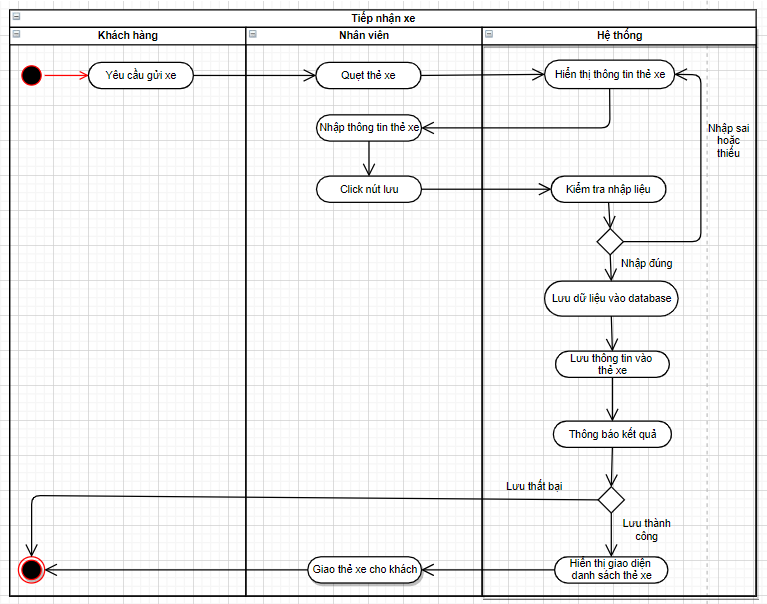 Tiếp nhận xe
Khách hàng
Nhân viên
Hệ thống
Yêu cầu gửi xe
Quẹt thẻ xe
Hiển thị thông tin thẻ xe
Nhập thông tin thẻ xe
Nhập sai
hoặc
thiếu
Click nút lưu
Kiểm tra nhập liệu
Nhập đúng
Lưu dữ liệu vào database
Lưu thông tin vào
thẻ xe
Thông báo kết quả
Lưu thất bại
Lưu thành
công
Giao thẻ xe cho khách
Hiển thị giao diện
danh sách thẻ xe